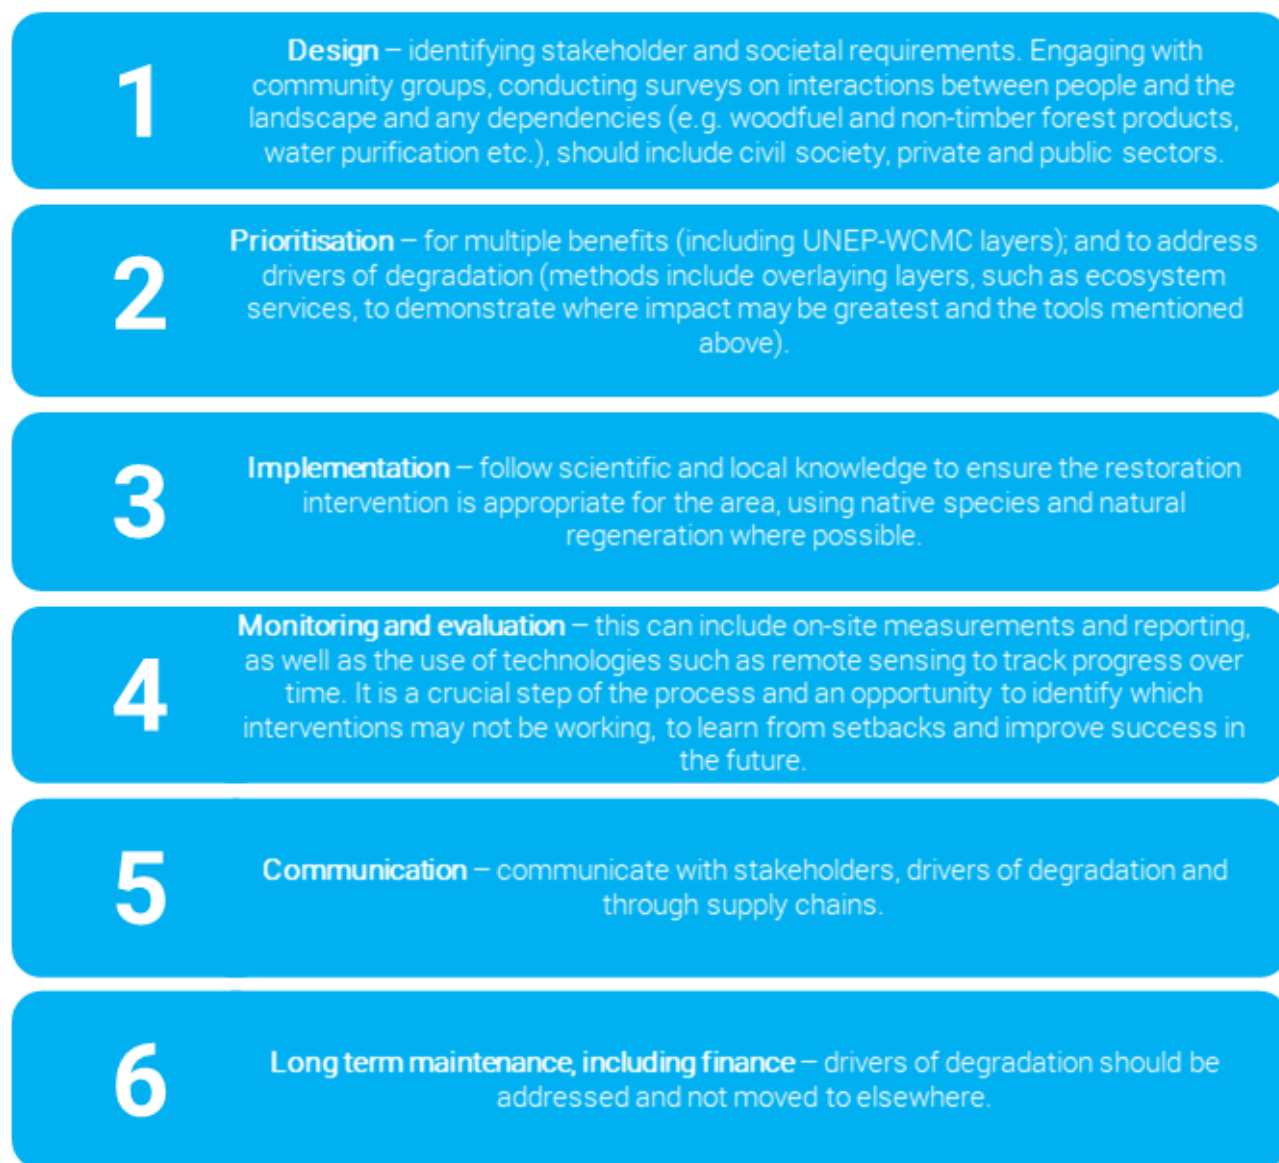 1
Design – identifying stakeholder and societal requirements. Engaging with
community groups, conducting surveys on interactions between people and the
landscape and any dependencies (e.g. woodfuel and non-timber forest products,
water purification etc.), should include civil society, private and public sectors.
2
Prioritisation – for multiple benefits (including UNEP-WCMC layers); and to address
drivers of degradation (methods include overlaying layers, such as ecosystem
services, to demonstrate where impact may be greatest and the tools mentioned
above).
3
Implementation – follow scientific and local knowledge to ensure the restoration
intervention is appropriate for the area, using native species and natural
regeneration where possible.
4
Monitoring and evaluation – this can include on-site measurements and reporting,
as well as the use of technologies such as remote sensing to track progress over
time. It is a crucial step of the process and an opportunity to identify which
interventions may not be working, to learn from setbacks and improve success in
the future.
5
Communication – communicate with stakeholders, drivers of degradation and
through supply chains.
6
Long term maintenance, including finance – drivers of degradation should be
addressed and not moved to elsewhere.